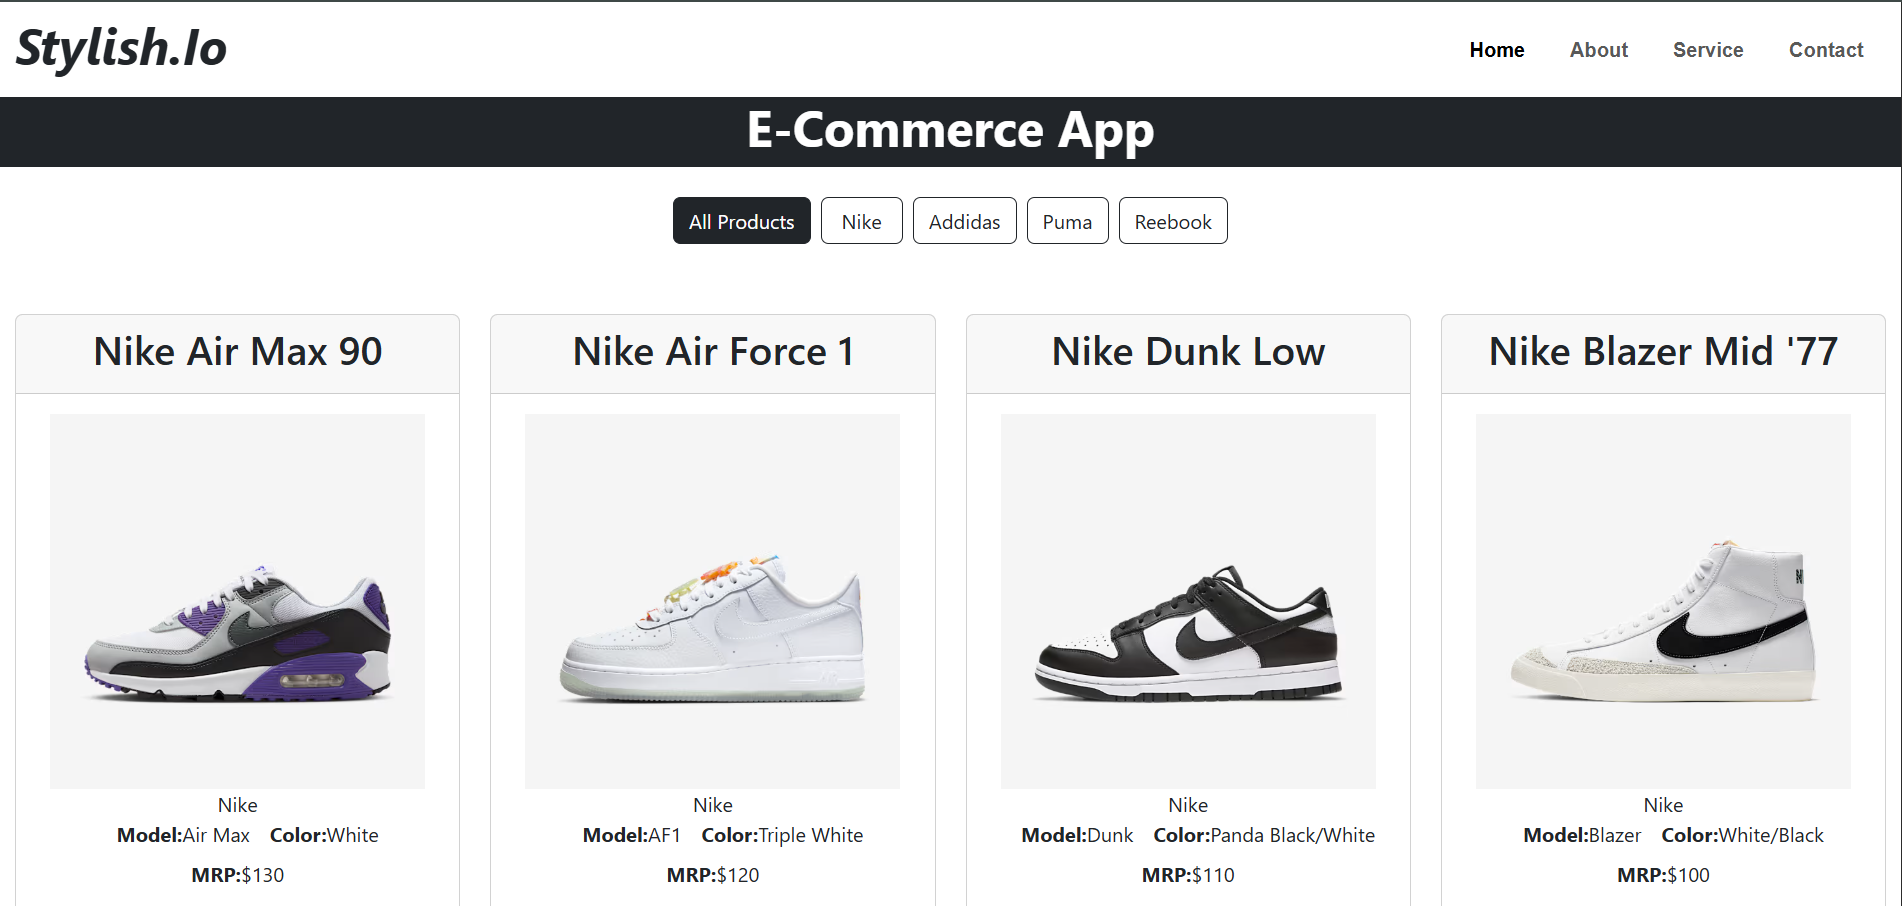 Stylish.Io
Home About Service Contact
E-Commerce App
All Products Nike Addidas Puma Reebook
Nike Air Max 90
Nike
Model:Air Max Color:White
MRP:$130
Nike Air Force 1
Nike
Model:AF1 Color:Triple White
MRP:$120
Nike Dunk Low
Nike
Model:Dunk Color:Panda Black/White
MRP:$110
Nike Blazer Mid '77
Nike
Model:Blazer Color:White/Black
MRP:$100